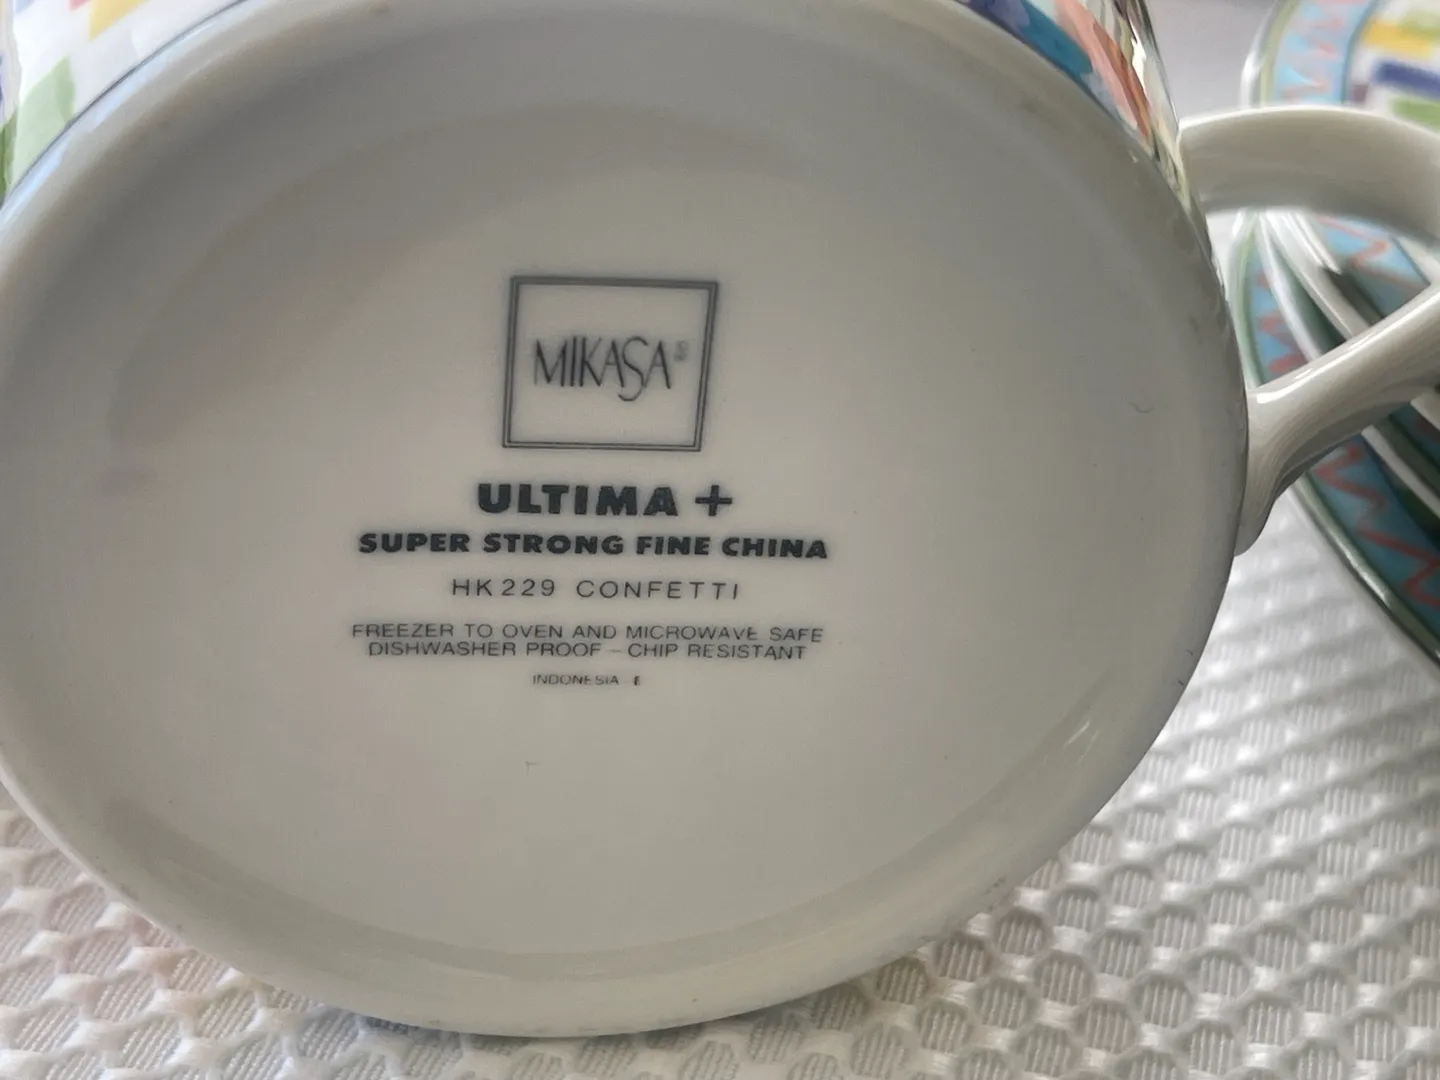 MIKASA®
ULTIMA +
SUPER STRONG FINE CHINA
HK229 CONFETTI
FREEZER TO OVEN AND MICROWAVE SAFE
DISHWASHER PROOF – CHIP RESISTANT
INDONESIA - E